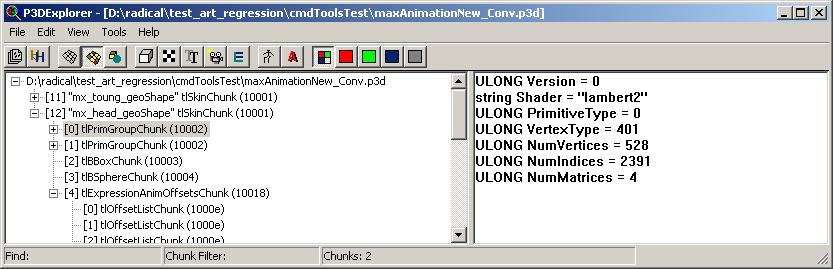 P3DExplorer - [D:\radical\test_art_regression\cmdToolsTest\maxAnimationNew_Conv.p3d]
File Edit View Tools Help
D:\radical\test_art_regression\cmdToolsTest\maxAnimationNew_Conv.p3d
[11] "mx_toung_geoShape" tlSkinChunk (10001)
[12] "mx_head_geoShape" tlSkinChunk (10001)
[0] tlPrimGroupChunk (10002)
[1] tlPrimGroupChunk (10002)
[2] tlBBoxChunk (10003)
[3] tlBSphereChunk (10004)
[4] tlExpressionAnimOffsetsChunk (10018)
[0] tlOffsetListChunk (1000e)
[1] tlOffsetListChunk (1000e)
[2] tlOffsetListChunk (1000e)
ULONG Version = 0
string Shader = "lambert2"
ULONG PrimitiveType = 0
ULONG VertexType = 401
ULONG NumVertices = 528
ULONG NumIndices = 2391
ULONG NumMatrices = 4
Find: Chunk Filter: Chunks: 2